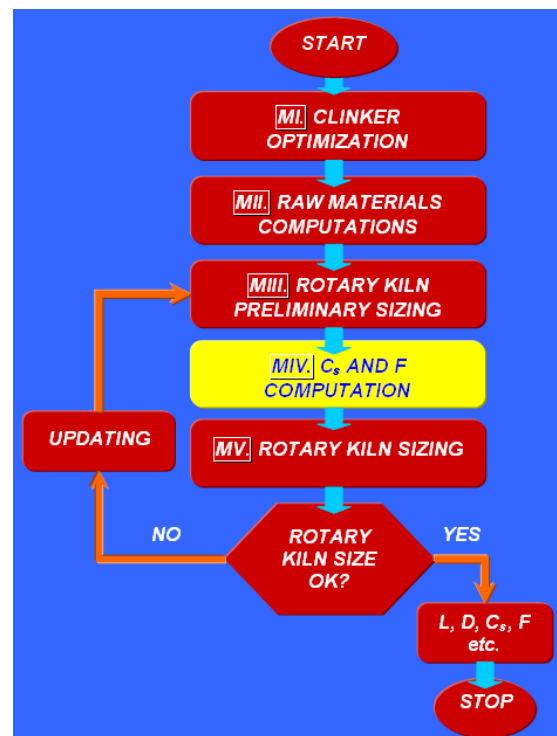 START
MI. CLINKER
OPTIMIZATION
MII. RAW MATERIALS
COMPUTATIONS
MIII. ROTARY KILN
PRELIMINARY SIZING
MIV. Cₛ AND F
COMPUTATION
UPDATING
MV. ROTARY KILN SIZING
NO
YES
ROTARY
KILN SIZE
OK?
L, D, Cₛ, F
etc.
STOP